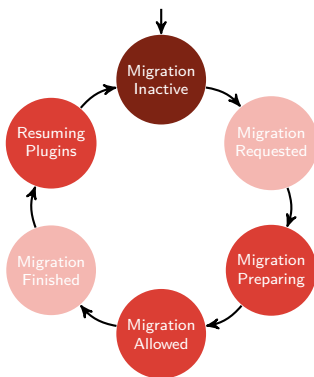 Migration
Inactive
Migration
Requested
Migration
Preparing
Migration
Allowed
Migration
Finished
Resuming
Plugins